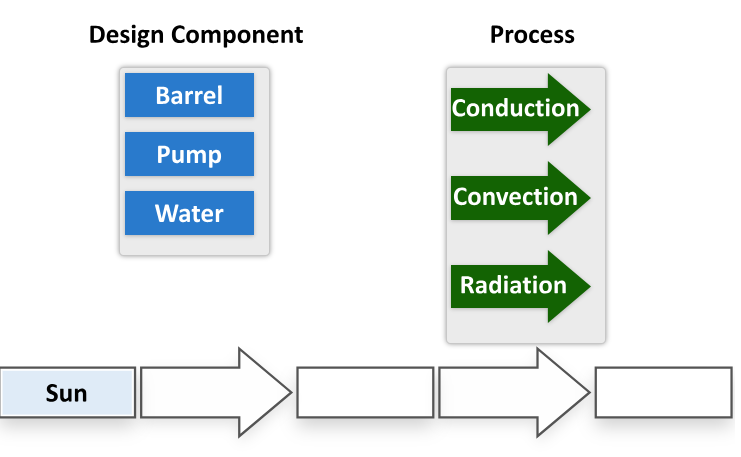 Design Component
Process
Barrel
Pump
Water
Conduction
Convection
Radiation
Sun